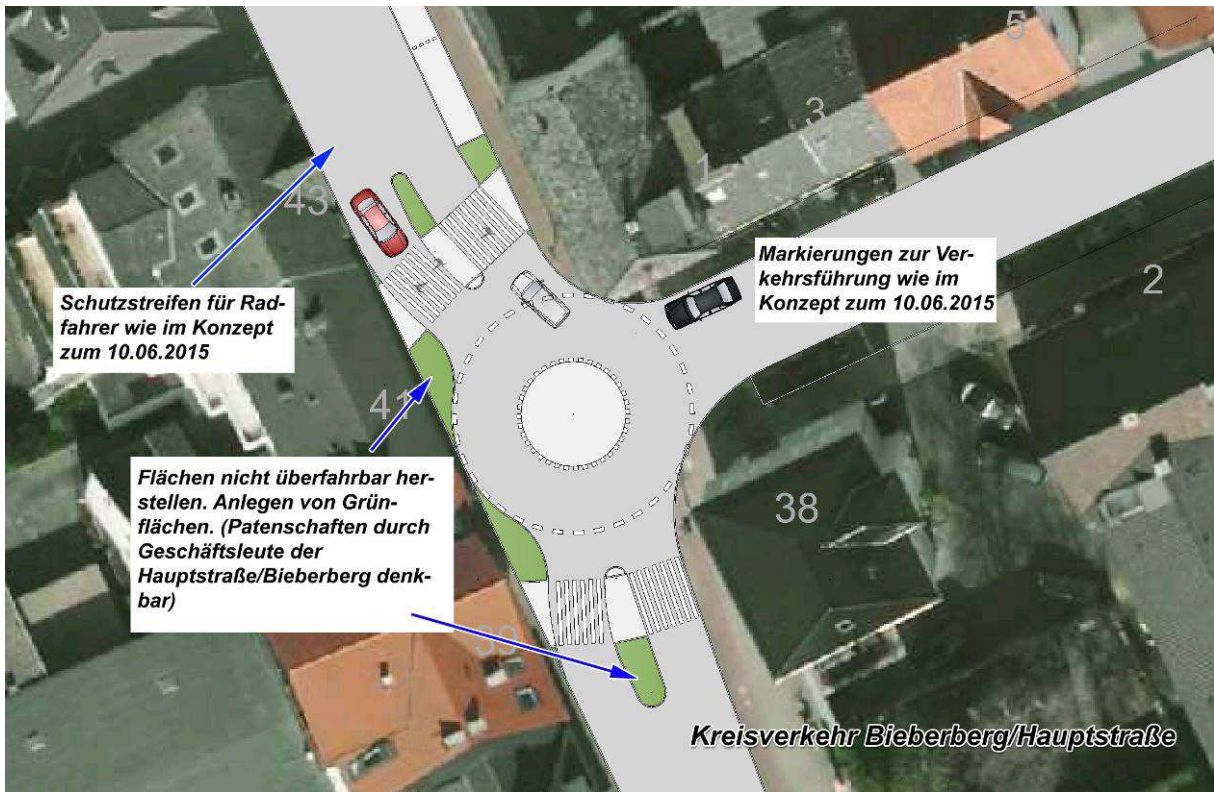 5
3
1
43
Schutzstreifen für Rad-
fahrer wie im Konzept
zum 10.06.2015
Markierungen zur Ver-
kehrsführung wie im
Konzept zum 10.06.2015
2
41
Flächen nicht überfahrbar her-
stellen. Anlegen von Grün-
flächen. (Patenschaften durch
Geschäftsleute der
Hauptstraße/Bieberberg denk-
bar)
38
39
Kreisverkehr Bieberberg/Hauptstraße